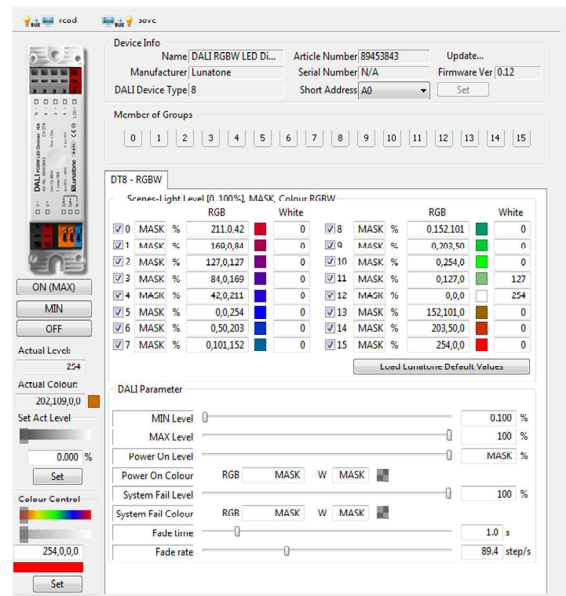 read save
Device Info
Name DALI RGBW LED Di... Article Number 89453843 Update...
Manufacturer Lunatone Serial Number N/A Firmware Ver 0.12
DALI Device Type 8 Short Address A0 Set
Member of Groups
0 1 2 3 4 5 6 7 8 9 10 11 12 13 14 15
DT8 - RGBW
Scenes-Light Level [0..100%], MASK, Colour RGBW
RGB White RGB White
0 MASK % 211,0,42 0 8 MASK % 0,152,101 0
1 MASK % 169,0,84 0 9 MASK % 0,203,50 0
2 MASK % 127,0,127 0 10 MASK % 0,254,0 0
3 MASK % 84,0,169 0 11 MASK % 0,127,0 127
4 MASK % 42,0,211 0 12 MASK % 0,0,0 254
5 MASK % 0,0,254 0 13 MASK % 152,101,0 0
6 MASK % 0,50,203 0 14 MASK % 203,50,0 0
7 MASK % 0,101,152 0 15 MASK % 254,0,0 0
Load Lunatone Default Values
ON (MAX)
MIN
OFF
Actual Level:
254
Actual Colour:
202,109,0,0
Set Act Level
0.000 %
Set
Colour Control
254,0,0,0
Set
DALI Parameter
MIN Level 0.100 %
MAX Level 100 %
Power On Level MASK %
Power On Colour RGB MASK W MASK
System Fail Level 100 %
System Fail Colour RGB MASK W MASK
Fade time 1.0 s
Fade rate 89.4 step/s